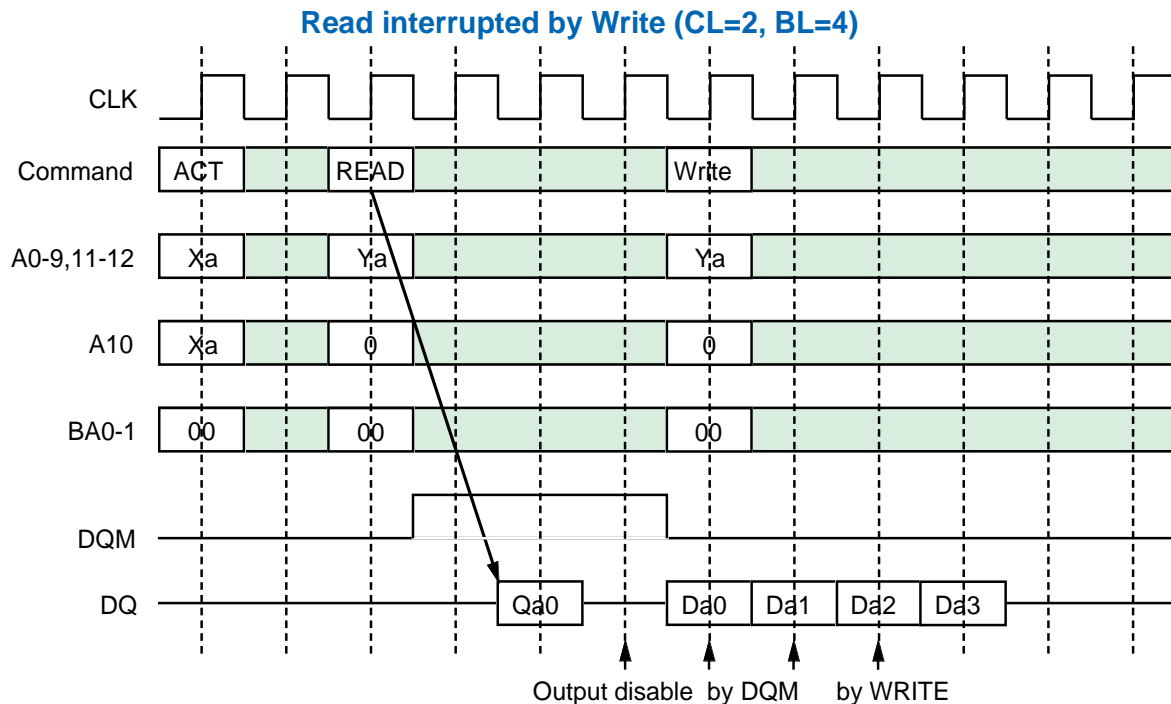 Read interrupted by Write (CL=2, BL=4)
CLK
Command ACT READ Write
A0-9,11-12 Xa Ya Ya
A10 Xa 0 0
BA0-1 00 00 00
DQM
DQ Qa0 Da0 Da1 Da2 Da3
Output disable by DQM by WRITE